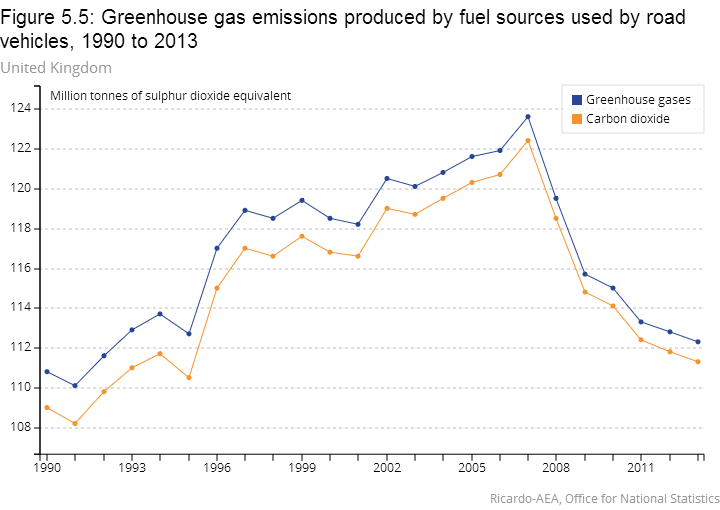 Figure 5.5: Greenhouse gas emissions produced by fuel sources used by road
vehicles, 1990 to 2013
United Kingdom
Million tonnes of sulphur dioxide equivalent
Greenhouse gases
Carbon dioxide
124
122
120
118
116
114
112
110
108
1990 1993 1996 1999 2002 2005 2008 2011
Ricardo-AEA, Office for National Statistics